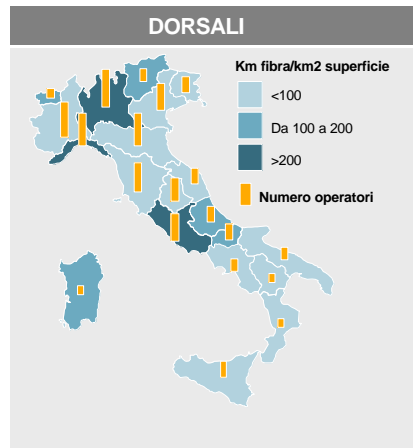 DORSALI
Km fibra/km2 superficie
<100
Da 100 a 200
>200
Numero operatori